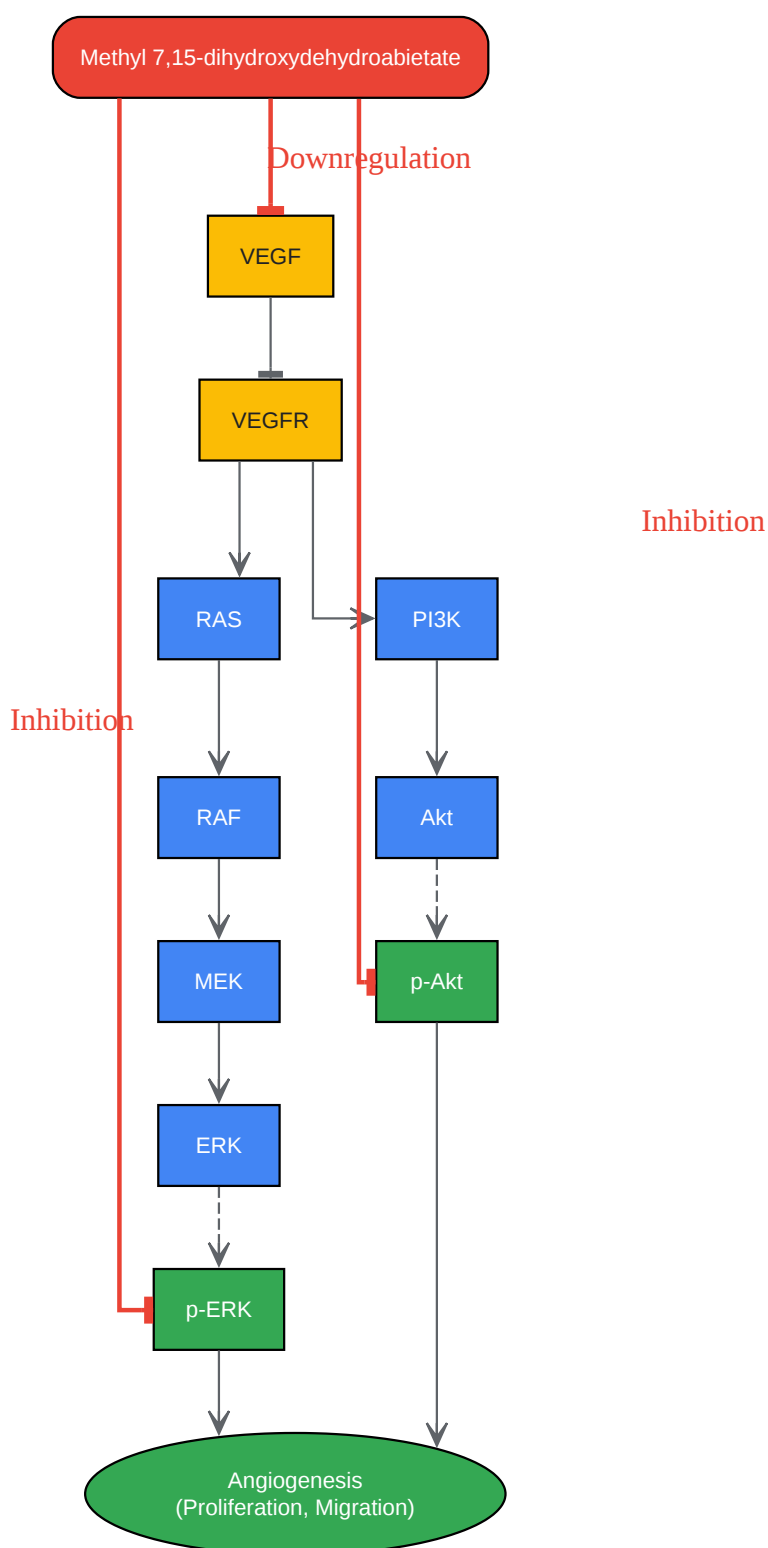 Methyl 7,15-dihydroxydehydroabietate
Downregulation
VEGF
VEGFR
Inhibition
RAS
PI3K
Inhibition
RAF
Akt
MEK
p-Akt
ERK
p-ERK
Angiogenesis
(Proliferation, Migration)